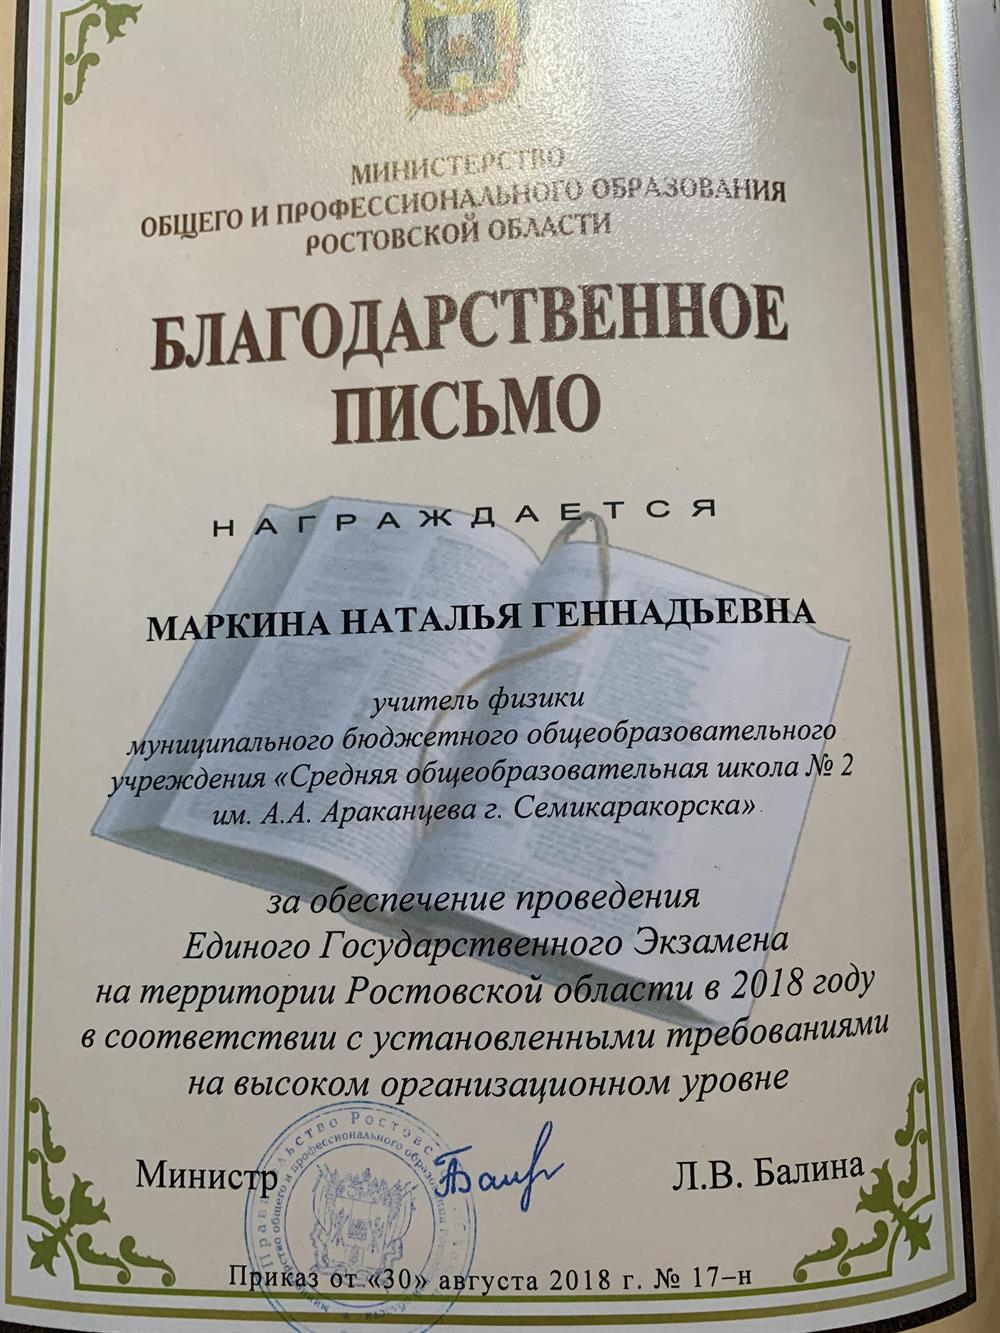 МИНИСТЕРСТВО
ОБЩЕГО И ПРОФЕССИОНАЛЬНОГО ОБРАЗОВАНИЯ
РОСТОВСКОЙ ОБЛАСТИ
БЛАГОДАРСТВЕННОЕ
ПИСЬМО
НАГРАЖДАЕТСЯ
МАРКИНА НАТАЛЬЯ ГЕННАДЬЕВНА
учитель физики
муниципального бюджетного общеобразовательного
учреждения «Средняя общеобразовательная школа № 2
им. А.А. Араканцева г. Семикаракорска»
за обеспечение проведения
Единого Государственного Экзамена
на территории Ростовской области в 2018 году
в соответствии с установленными требованиями
на высоком организационном уровне
Министр
Л.В. Балина
Приказ от «30» августа 2018 г. № 17–н